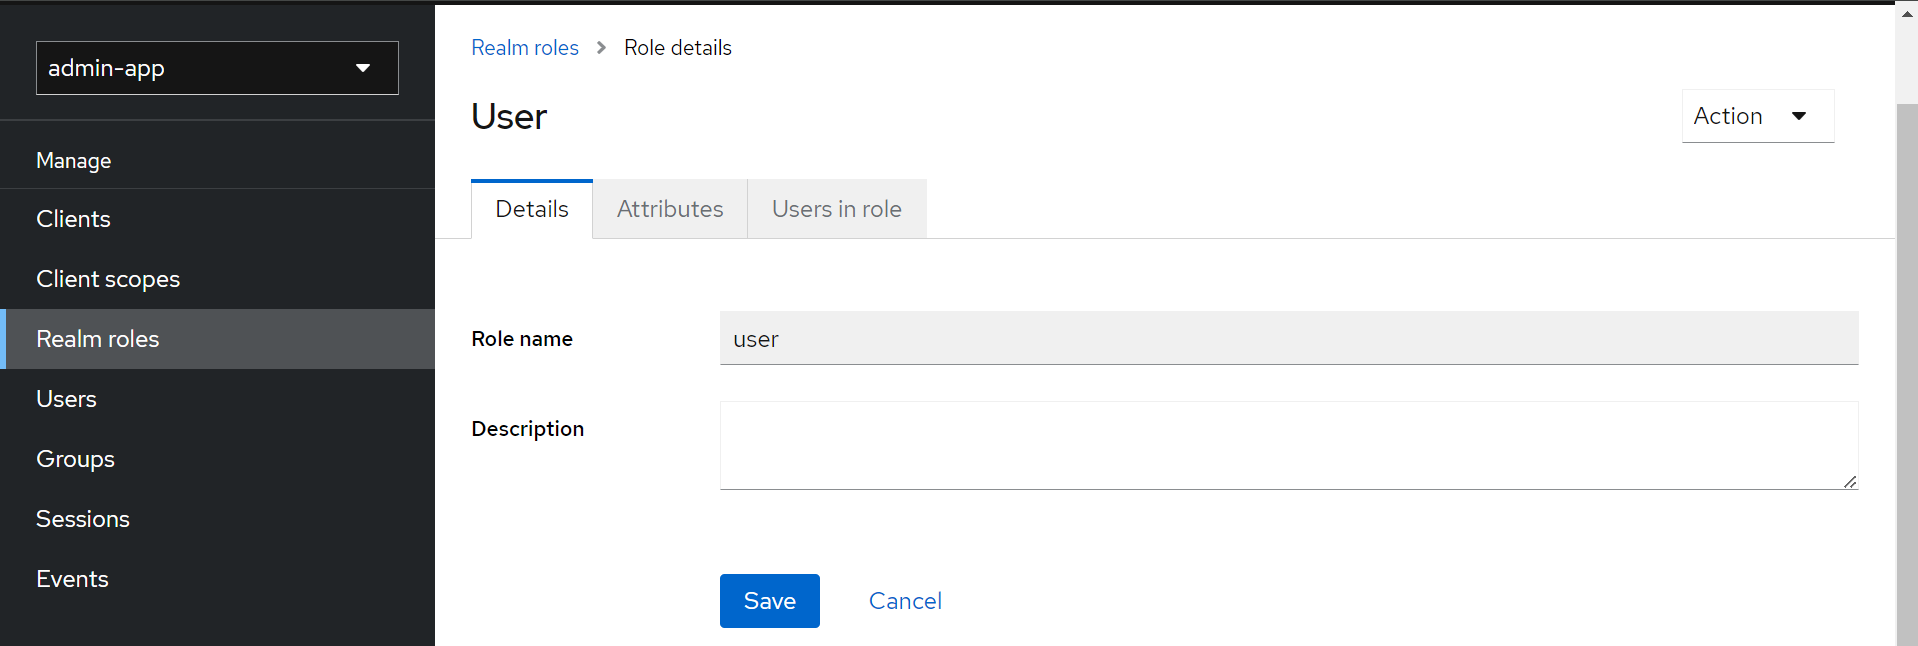 admin-app
Manage
Clients
Client scopes
Realm roles
Users
Groups
Sessions
Events
Realm roles > Role details
User
Action
Details Attributes Users in role
Role name user
Description
Save Cancel